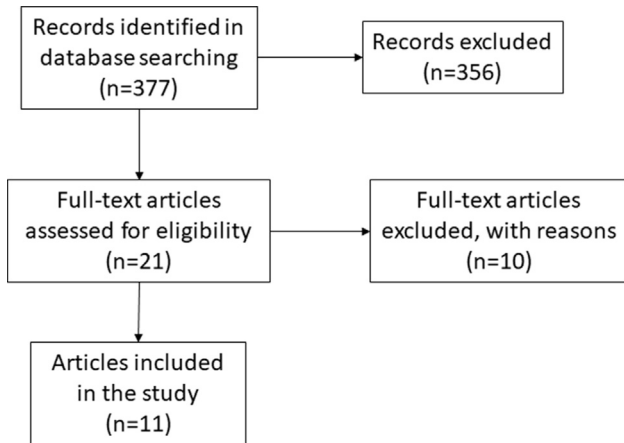 Records identified in
database searching
(n=377)
Records excluded
(n=356)
Full-text articles
assessed for eligibility
(n=21)
Full-text articles
excluded, with reasons
(n=10)
Articles included
in the study
(n=11)